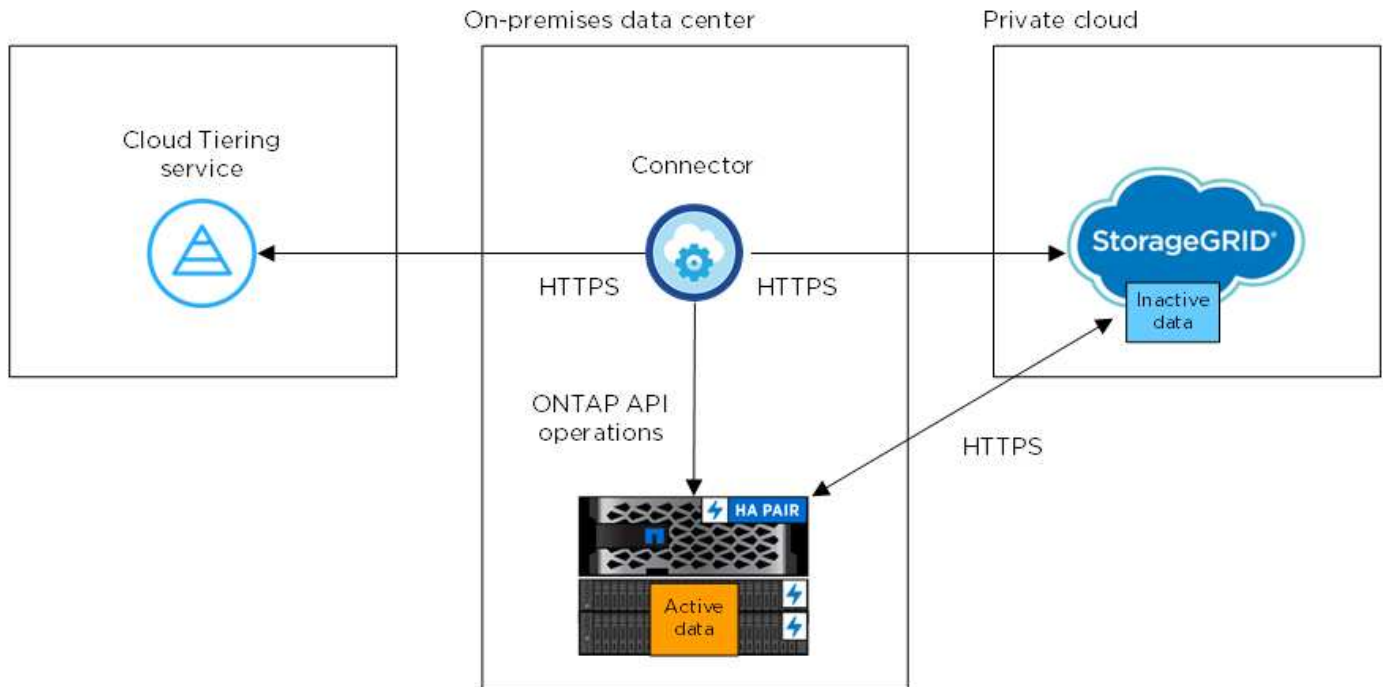 On-premises data center
Private cloud
Cloud Tiering
service
Connector
StorageGRID®
Inactive
data
HTTPS
HTTPS
ONTAP API
operations
HTTPS
HA PAIR
Active
data